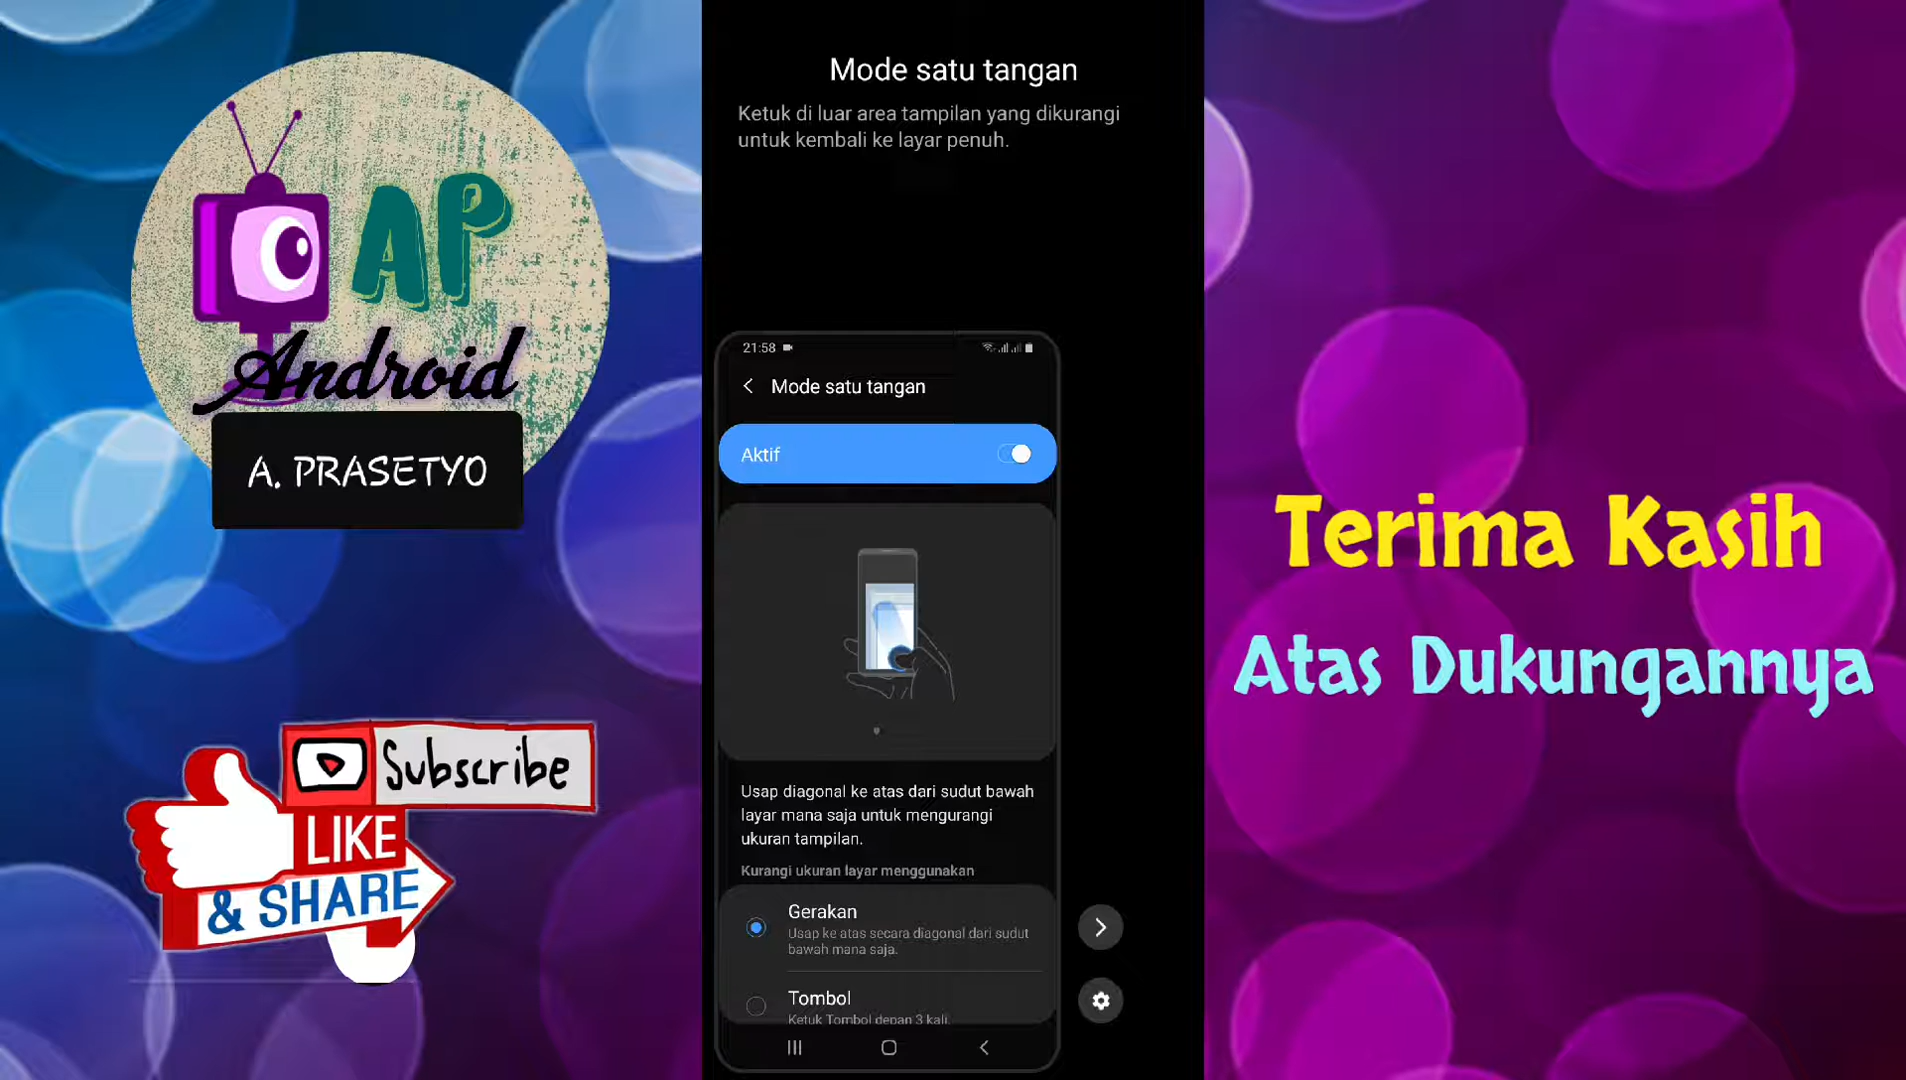 AP
Android
A. PRASETYO
Subscribe
LIKE
& SHARE
Mode satu tangan
Ketuk di luar area tampilan yang dikurangi
untuk kembali ke layar penuh.
21:58
Mode satu tangan
Aktif
Usap diagonal ke atas dari sudut bawah
layar mana saja untuk mengurangi
ukuran tampilan.
Kurangi ukuran layar menggunakan
Gerakan
Usap ke atas secara diagonal dari sudut
bawah mana saja.
Tombol
Ketuk Tombol depan 3 kali.
Terima Kasih
Atas Dukungannya